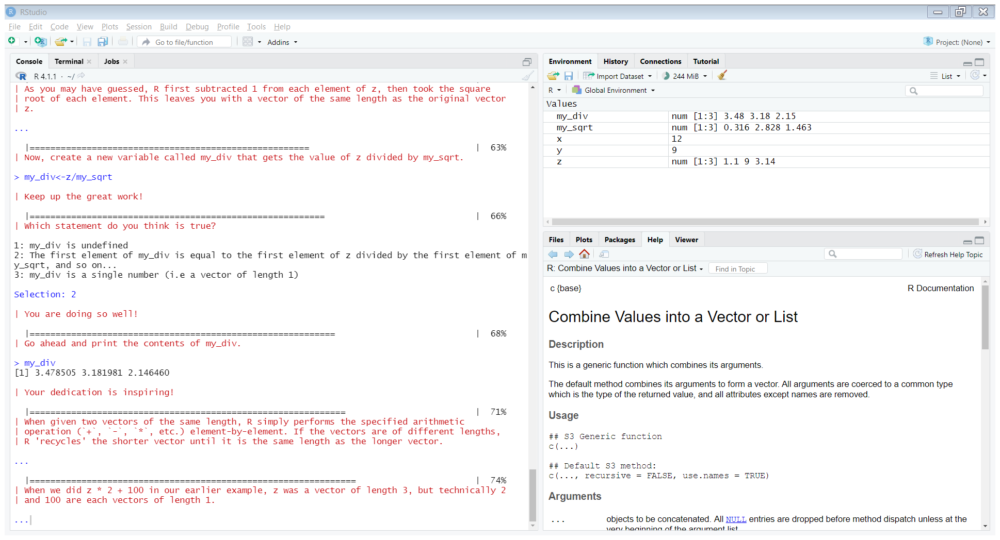 RStudio
File Edit Code View Plots Session Build Debug Profile Tools Help
Go to file/function Addins Project: (None)
Console Terminal Jobs
R 4.1.1 · ~/
| As you may have guessed, R first subtracted 1 from each element of z, then took the square
| root of each element. This leaves you with a vector of the same length as the original vector
| z.
...
|====================================================== | 63%
| Now, create a new variable called my_div that gets the value of z divided by my_sqrt.
> my_div<-z/my_sqrt
| Keep up the great work!
|========================================================= | 66%
| Which statement do you think is true?
1: my_div is undefined
2: The first element of my_div is equal to the first element of z divided by the first element of m
y_sqrt, and so on...
3: my_div is a single number (i.e a vector of length 1)
Selection: 2
| You are doing so well!
|=========================================================== | 68%
| Go ahead and print the contents of my_div.
> my_div
[1] 3.478505 3.181981 2.146460
| Your dedication is inspiring!
|============================================================= | 71%
| When given two vectors of the same length, R simply performs the specified arithmetic
| operation (`+`, `-`, `*`, etc.) element-by-element. If the vectors are of different lengths,
| R 'recycles' the shorter vector until it is the same length as the longer vector.
...
|=============================================================== | 74%
| When we did z * 2 + 100 in our earlier example, z was a vector of length 3, but technically 2
| and 100 are each vectors of length 1.
...
Environment History Connections Tutorial
Import Dataset 244 MiB List
R Global Environment
Values
my_div num [1:3] 3.48 3.18 2.15
my_sqrt num [1:3] 0.316 2.828 1.463
x 12
y 9
z num [1:3] 1.1 9 3.14
Files Plots Packages Help Viewer
Refresh Help Topic
R: Combine Values into a Vector or List Find in Topic
c {base} R Documentation
Combine Values into a Vector or List
Description
This is a generic function which combines its arguments.
The default method combines its arguments to form a vector. All arguments are coerced to a common type
which is the type of the returned value, and all attributes except names are removed.
Usage
## S3 Generic function
c(...)
## Default S3 method:
c(..., recursive = FALSE, use.names = TRUE)
Arguments
... objects to be concatenated. All NULL entries are dropped before method dispatch unless at the
very beginning of the argument list